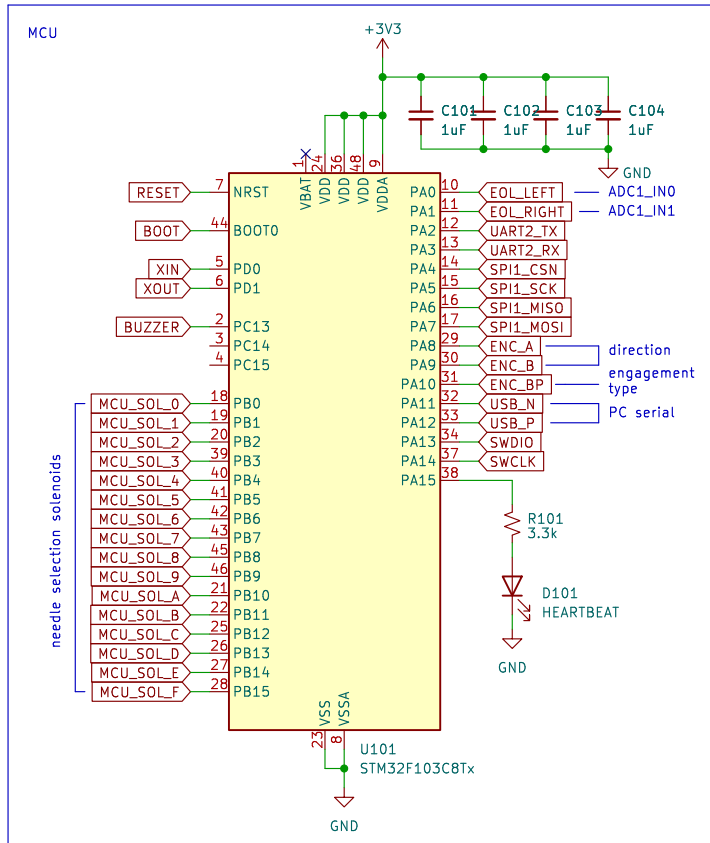 MCU
+3V3
C101
1uF
C102
1uF
C103
1uF
C104
1uF
GND
1
24
36
48
9
VBAT
VDD
VDD
VDD
VDDA
RESET 7 NRST
BOOT 44 BOOT0
XIN 5 PD0
XOUT 6 PD1
BUZZER 2 PC13
3 PC14
4 PC15
needle selection solenoids
MCU_SOL_0 18 PB0
MCU_SOL_1 19 PB1
MCU_SOL_2 20 PB2
MCU_SOL_3 39 PB3
MCU_SOL_4 40 PB4
MCU_SOL_5 41 PB5
MCU_SOL_6 42 PB6
MCU_SOL_7 43 PB7
MCU_SOL_8 45 PB8
MCU_SOL_9 46 PB9
MCU_SOL_A 21 PB10
MCU_SOL_B 22 PB11
MCU_SOL_C 25 PB12
MCU_SOL_D 26 PB13
MCU_SOL_E 27 PB14
MCU_SOL_F 28 PB15
PA0 10 EOL_LEFT ADC1_IN0
PA1 11 EOL_RIGHT ADC1_IN1
PA2 12 UART2_TX
PA3 13 UART2_RX
PA4 14 SPI1_CSN
PA5 15 SPI1_SCK
PA6 16 SPI1_MISO
PA7 17 SPI1_MOSI
PA8 29 ENC_A
PA9 30 ENC_B
direction
PA10 31 ENC_BP
engagement
type
PA11 32 USB_N
PA12 33 USB_P
PC serial
PA13 34 SWDIO
PA14 37 SWCLK
PA15 38
R101
3.3k
D101
HEARTBEAT
GND
VSS
VSSA
23
8
U101
STM32F103C8Tx
GND